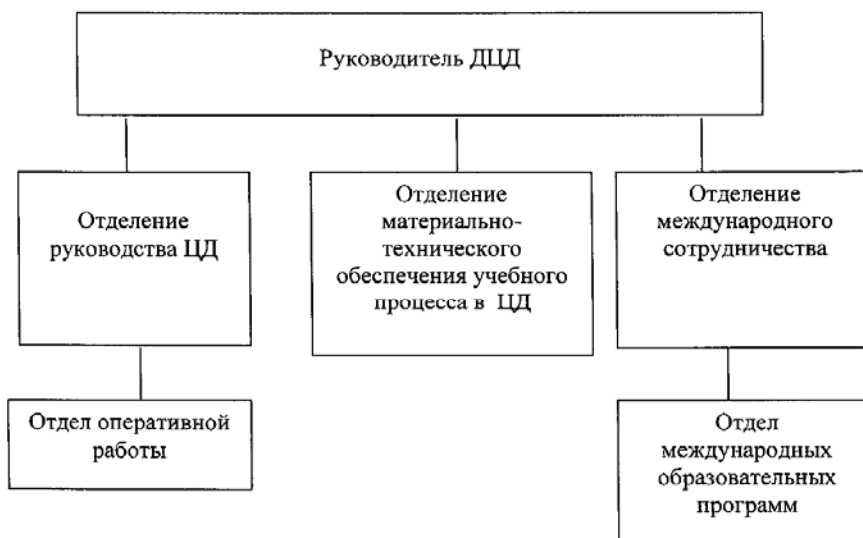 Руководитель ДЦД
Отделение
руководства ЦД
Отделение
материально-
технического
обеспечения учебного
процесса в ЦД
Отделение
международного
сотрудничества
Отдел оперативной
работы
Отдел
международных
образовательных
программ